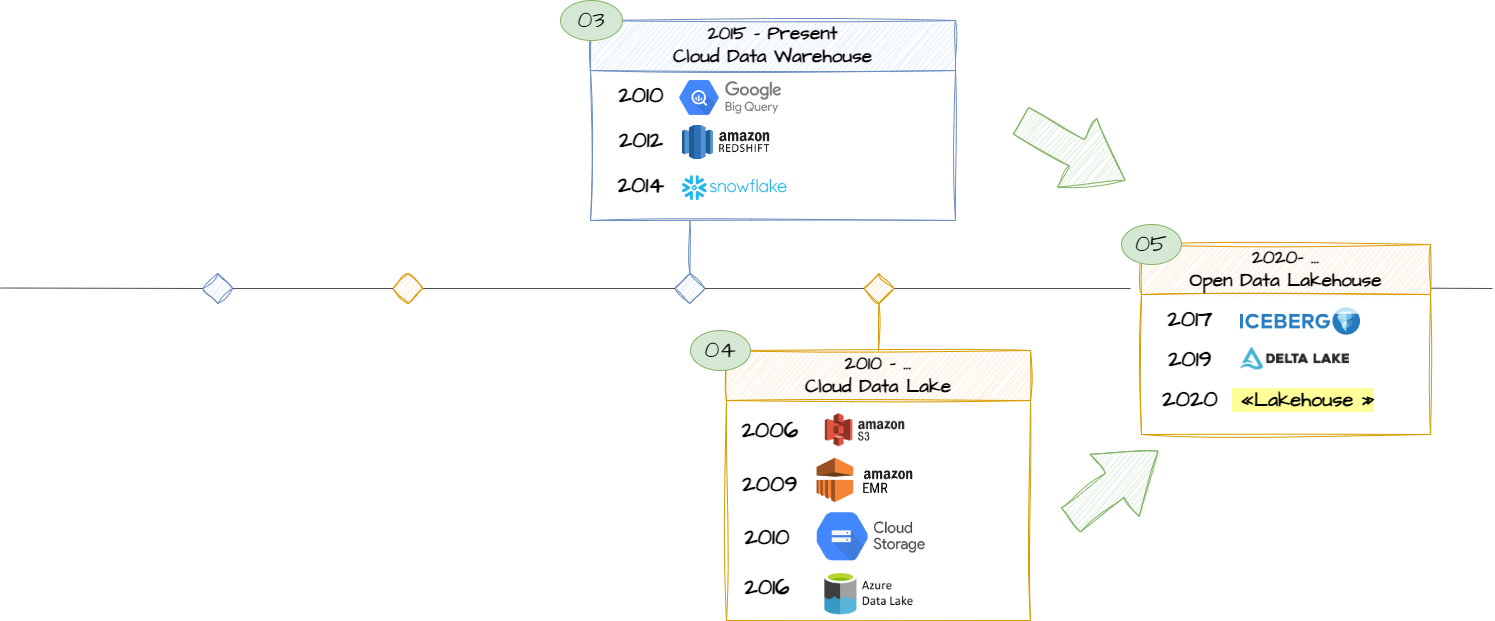 03
2015 - Present
Cloud Data Warehouse
2010
Google
Big Query
2012
amazon
REDSHIFT
2014
snowflake
04
2010 - ...
Cloud Data Lake
2006
amazon
S3
2009
amazon
EMR
2010
Cloud
Storage
2016
Azure
Data Lake
05
2020- ...
Open Data Lakehouse
2017
ICEBERG
2019
DELTA LAKE
2020
«Lakehouse »